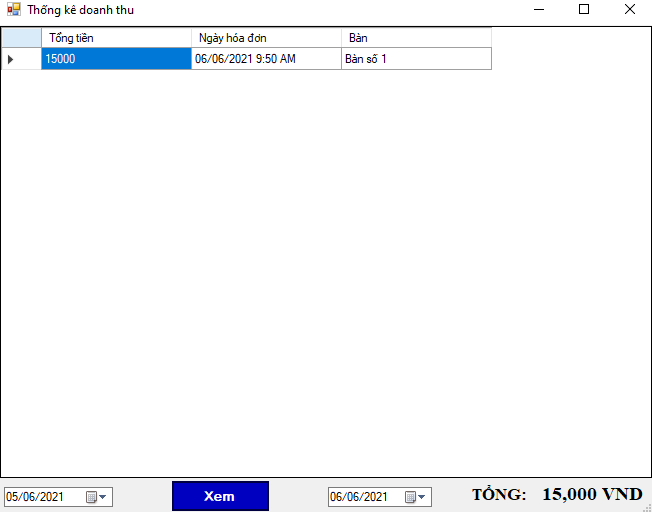 Thống kê doanh thu
Tổng tiền Ngày hóa đơn Bàn
15000 06/06/2021 9:50 AM Bàn số 1
05/06/2021 Xem 06/06/2021 TỔNG: 15,000 VND